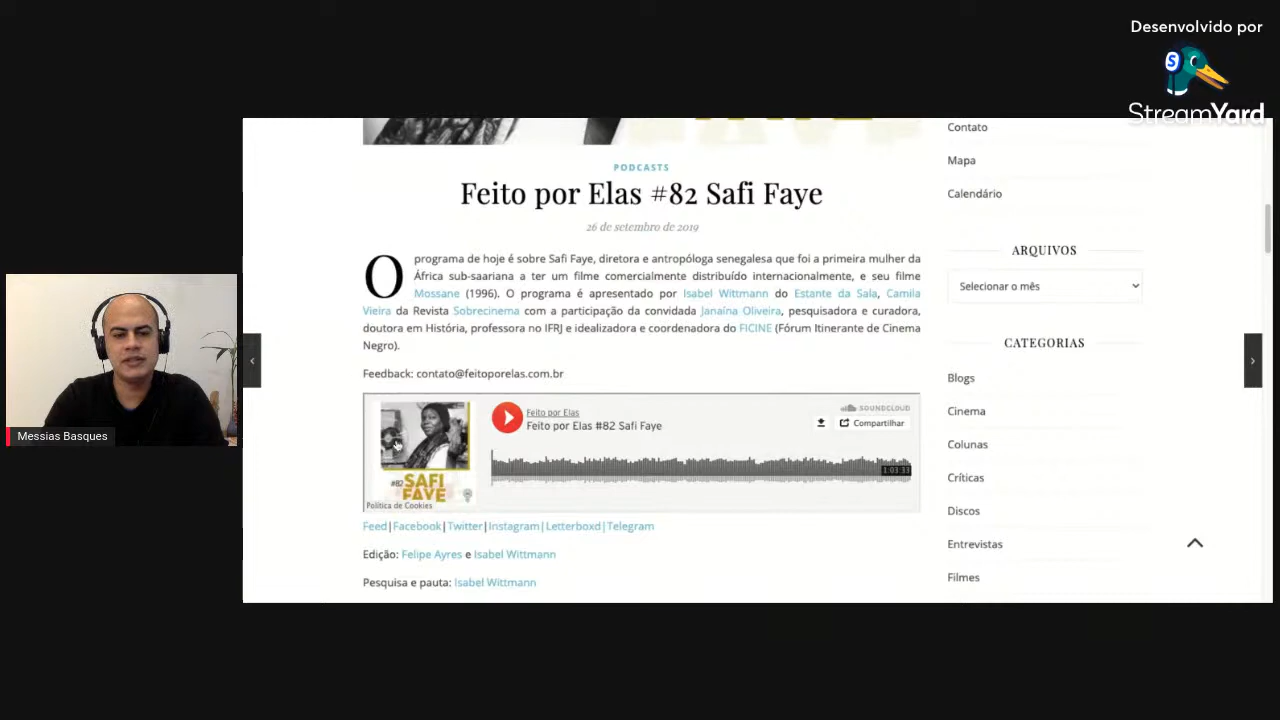 Desenvolvido por
StreamYard
Contato
Mapa
Calendário
ARQUIVOS
Selecionar o mês
CATEGORIAS
Blogs
Cinema
Colunas
Críticas
Discos
Entrevistas
Filmes
PODCASTS
Feito por Elas #82 Safi Faye
26 de setembro de 2019
O programa de hoje é sobre Safi Faye, diretora e antropóloga senegalesa que foi a primeira mulher da
África sub-saariana a ter um filme comercialmente distribuído internacionalmente, e seu filme
Mossane (1996). O programa é apresentado por Isabel Wittmann do Estante da Sala, Camila
Vieira da Revista Sobrecinema com a participação da convidada Janaína Oliveira, pesquisadora e curadora,
doutora em História, professora no IFRJ e idealizadora e coordenadora do FICINE (Fórum Itinerante de Cinema
Negro).
Feedback: contato@feitoporelas.com.br
Feito por Elas
Feito por Elas #82 Safi Faye
SOUNDCLOUD
Compartilhar
1:03:33
#82 SAFI
FAYE
Política de Cookies
Feed|Facebook|Twitter|Instagram|Letterboxd|Telegram
Edição: Felipe Ayres e Isabel Wittmann
Pesquisa e pauta: Isabel Wittmann
Messias Basques